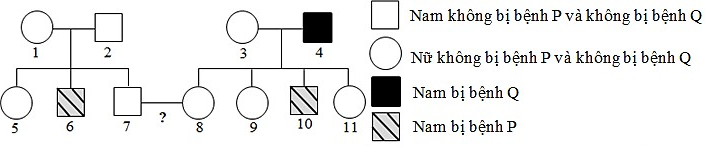 Nam không bị bệnh P và không bị bệnh Q
1 2 3 4
Nữ không bị bệnh P và không bị bệnh Q
?
Nam bị bệnh Q
5 6 7 8 9 10 11
Nam bị bệnh P